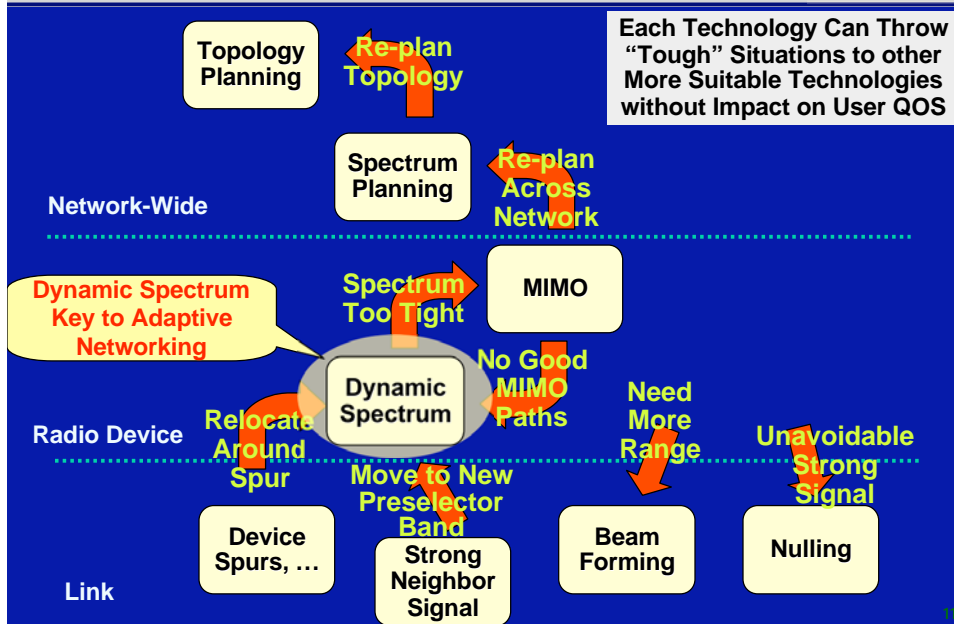 Each Technology Can Throw
“Tough” Situations to other
More Suitable Technologies
without Impact on User QOS
Topology
Planning
Re-plan
Topology
Spectrum
Planning
Re-plan
Across
Network
Network-Wide
Dynamic Spectrum
Key to Adaptive
Networking
Spectrum
Too Tight
MIMO
Dynamic
Spectrum
No Good
MIMO
Paths
Radio Device
Relocate
Around
Spur
Move to New
Preselector
Band
Need
More
Range
Unavoidable
Strong
Signal
Device
Spurs, …
Strong
Neighbor
Signal
Beam
Forming
Nulling
Link